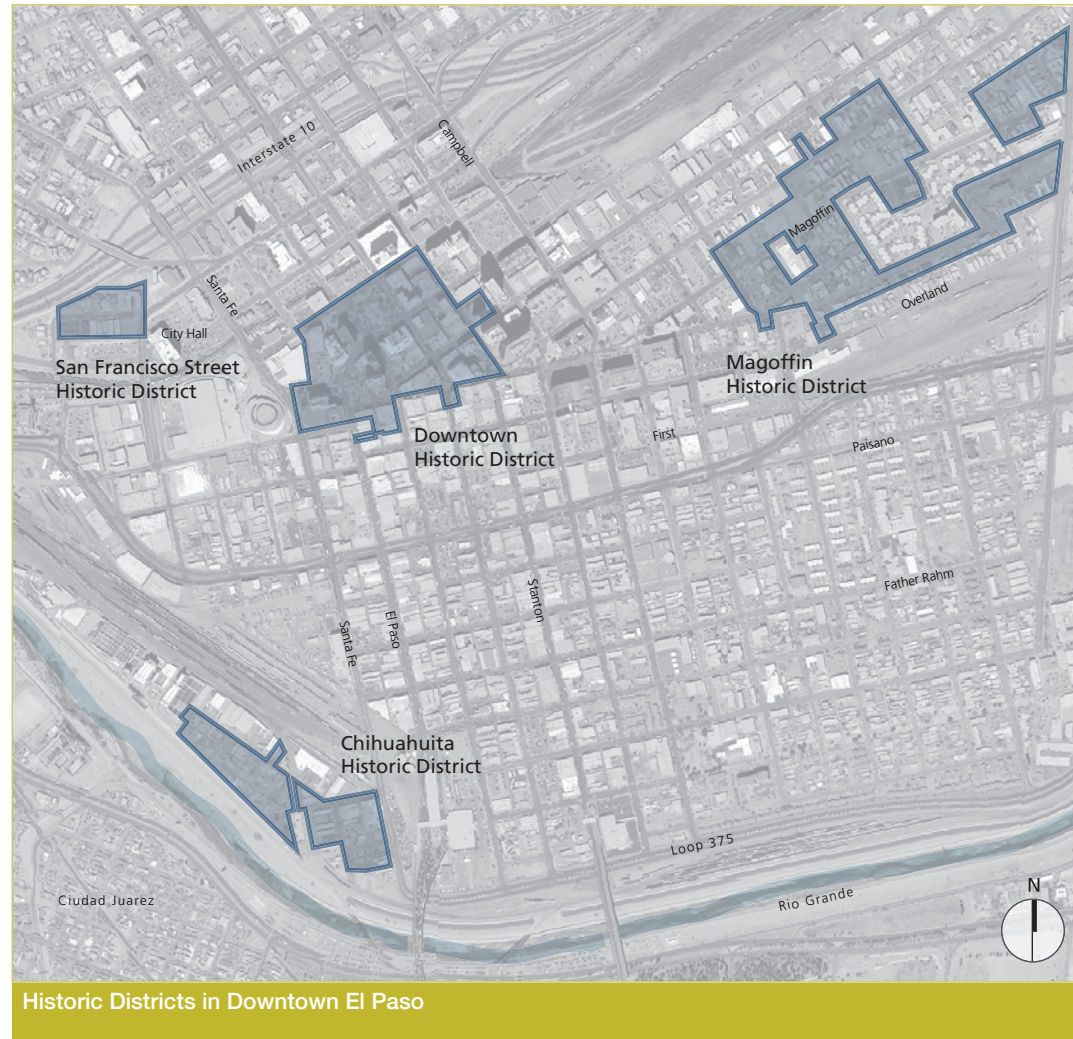 Interstate 10
Campbell
Magoffin
Santa Fe
City Hall
Overland
San Francisco Street
Historic District
Magoffin
Historic District
Downtown
Historic District
First
Paisano
Stanton
Father Rahm
El Paso
Santa Fe
Chihuahuita
Historic District
Loop 375
Ciudad Juarez
Rio Grande
N
Historic Districts in Downtown El Paso